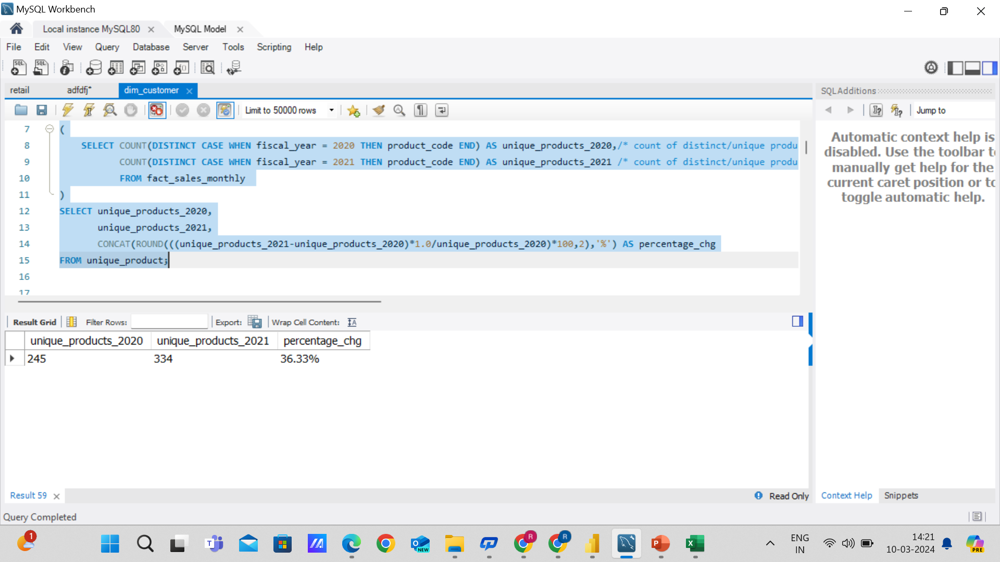 MySQL Workbench
Local instance MySQL80
MySQL Model
File Edit View Query Database Server Tools Scripting Help
retail adfdfj* dim_customer
SQLAdditions
Limit to 50000 rows
Jump to
7 (
8 SELECT COUNT(DISTINCT CASE WHEN fiscal_year = 2020 THEN product_code END) AS unique_products_2020,/* count of distinct/unique produ
9 COUNT(DISTINCT CASE WHEN fiscal_year = 2021 THEN product_code END) AS unique_products_2021 /* count of distinct/unique produ
10 FROM fact_sales_monthly
11 )
12 SELECT unique_products_2020,
13 unique_products_2021,
14 CONCAT(ROUND(((unique_products_2021-unique_products_2020)*1.0/unique_products_2020)*100,2),'%') AS percentage_chg
15 FROM unique_product;
16
17
Automatic context help is
disabled. Use the toolbar t
manually get help for the
current caret position or to
toggle automatic help.
Result Grid Filter Rows: Export: Wrap Cell Content:
unique_products_2020 unique_products_2021 percentage_chg
245 334 36.33%
Result 59
Read Only
Context Help Snippets
Query Completed
1
NEW
R
R
ENG
IN
14:21
10-03-2024
PRE